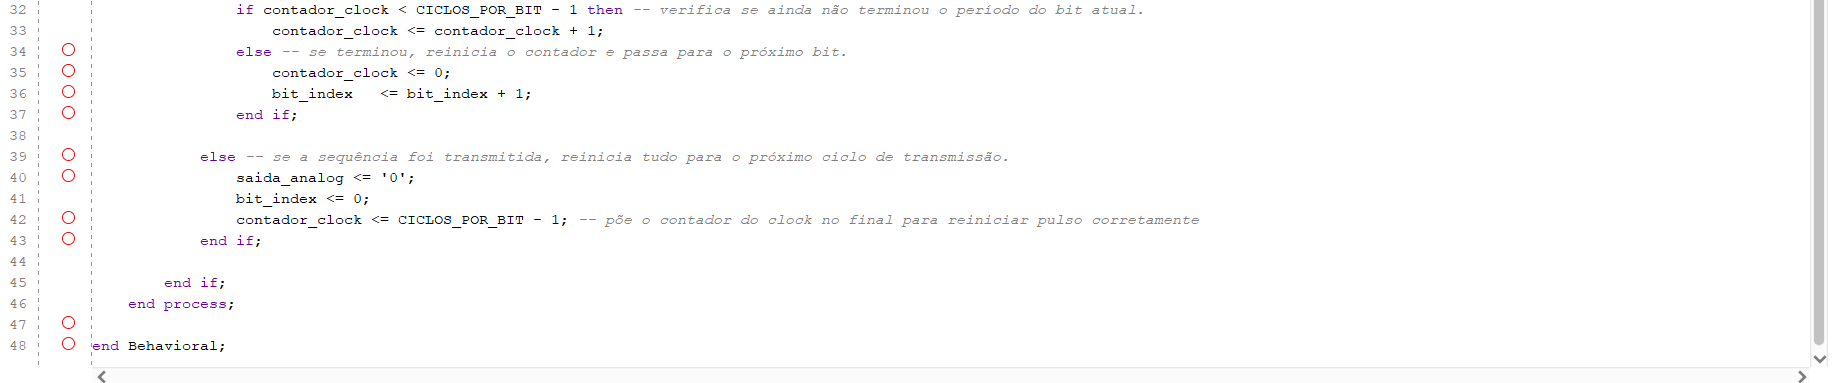 32 if contador_clock < CICLOS_POR_BIT - 1 then -- verifica se ainda não terminou o período do bit atual.
33 contador_clock <= contador_clock + 1;
34 else -- se terminou, reinicia o contador e passa para o próximo bit.
35 contador_clock <= 0;
36 bit_index   <= bit_index + 1;
37 end if;
38
39 else -- se a sequência foi transmitida, reinicia tudo para o próximo ciclo de transmissão.
40 saida_analog <= '0';
41 bit_index <= 0;
42 contador_clock <= CICLOS_POR_BIT - 1; -- põe o contador do clock no final para reiniciar pulso corretamente
43 end if;
44
45 end if;
46 end process;
47
48 end Behavioral;